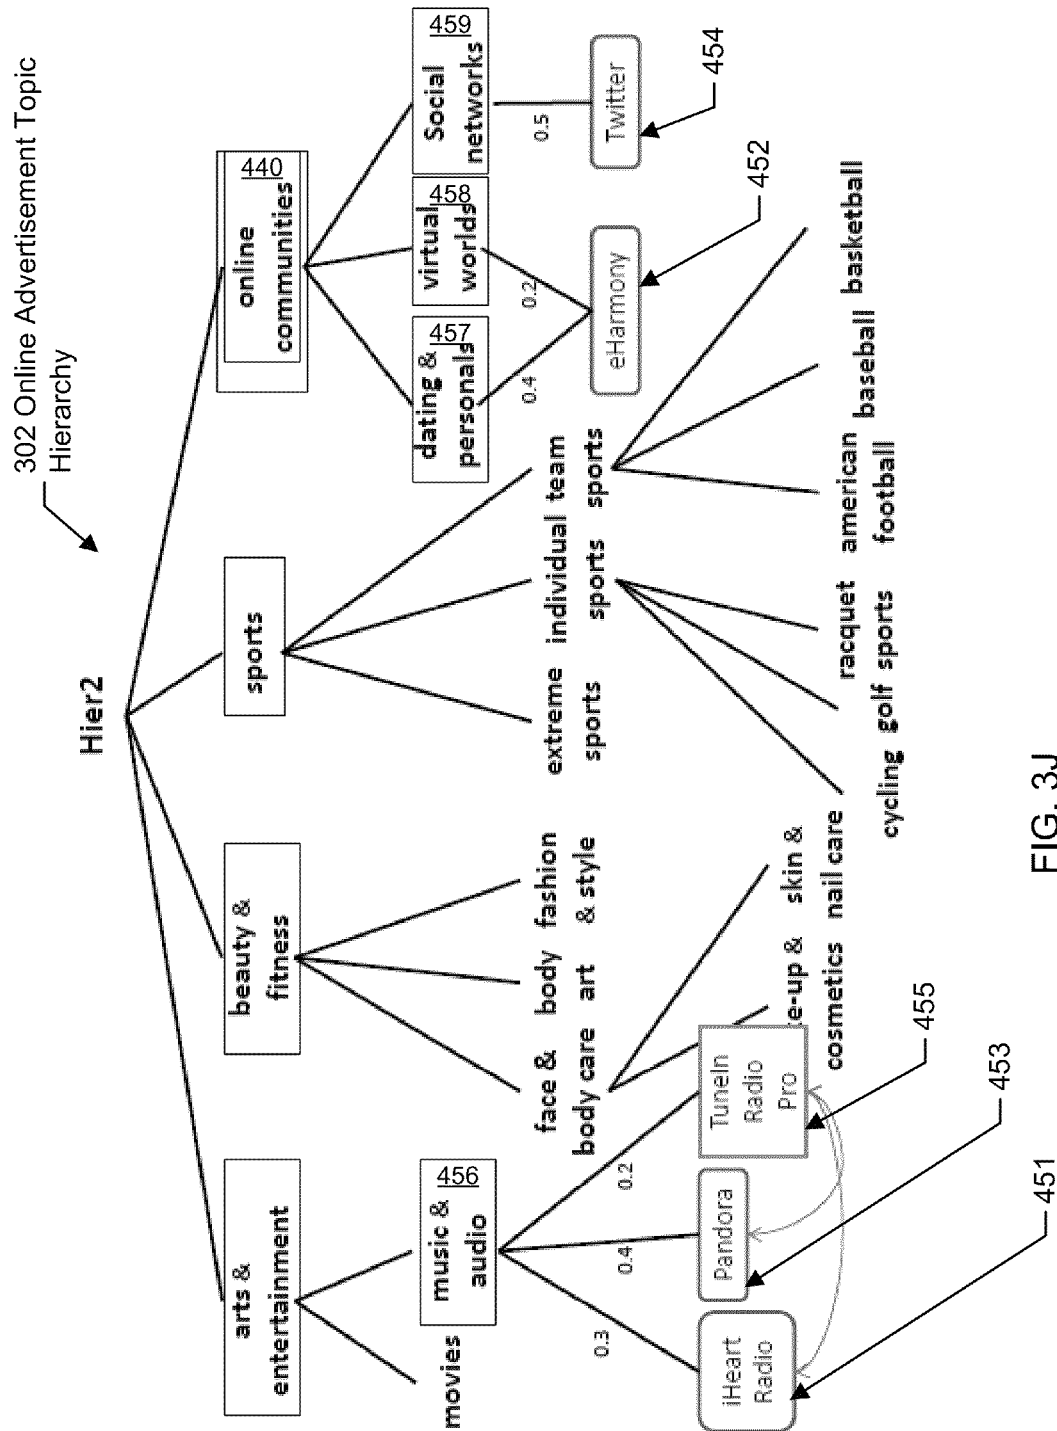 302 Online Advertisement Topic
Hierarchy
Hier2
arts &
entertainment
beauty &
fitness
sports
440
online
communities
movies
456
music &
audio
457
dating &
personals
458
virtual
worlds
459
Social
networks
face &
body care
body
art
fashion
& style
extreme
sports
individual
sports
team
sports
0.3
0.4
0.2
0.4
0.2
0.5
iHeart
Radio
Pandora
TuneIn
Radio
Pro
eHarmony
Twitter
ke-up &
cosmetics
skin &
nail care
cycling
golf
racquet
sports
american
football
baseball
basketball
451
453
455
452
454
FIG. 3J